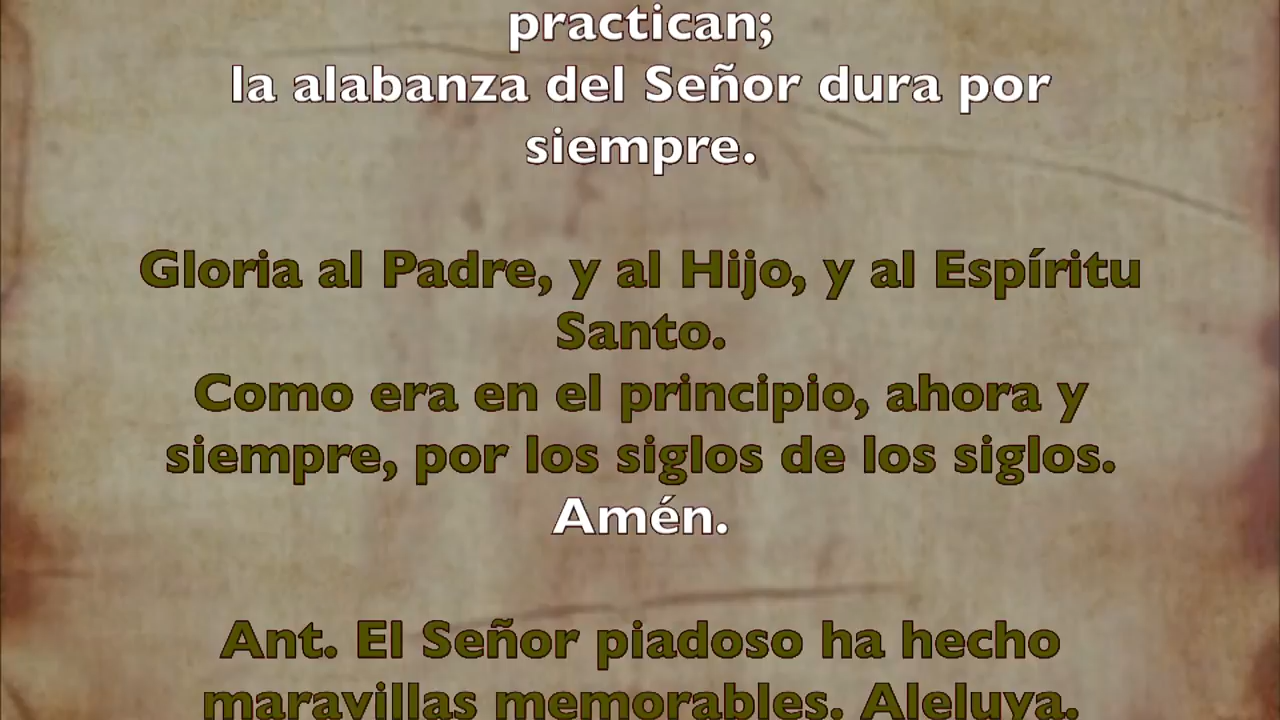 practican;
la alabanza del Señor dura por
siempre.
Gloria al Padre, y al Hijo, y al Espíritu
Santo.
Como era en el principio, ahora y
siempre, por los siglos de los siglos.
Amén.
Ant. El Señor piadoso ha hecho
maravillas memorables. Aleluya.